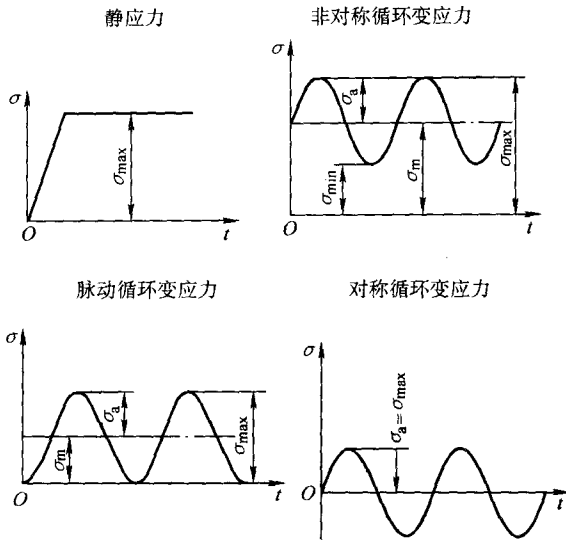 静应力
σ
σmax
O
t
非对称循环变应力
σ
σa
σmin
σm
σmax
O
t
脉动循环变应力
σ
σa
σm
σmax
O
t
对称循环变应力
σ
σa=σmax
O
t